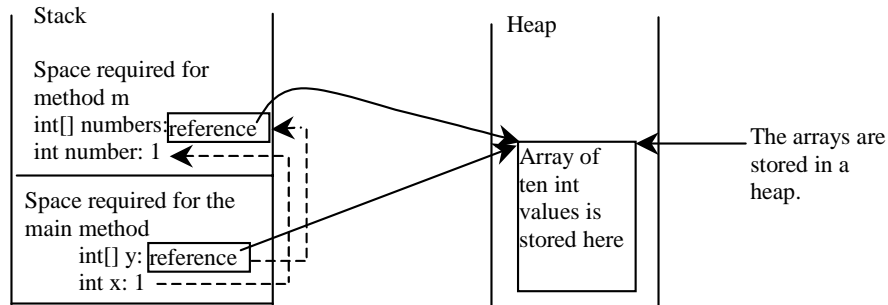 Stack
Space required for
method m
int[] numbers: reference
int number: 1
Space required for the
main method
int[] y: reference
int x: 1
Heap
Array of
ten int
values is
stored here
The arrays are
stored in a
heap.